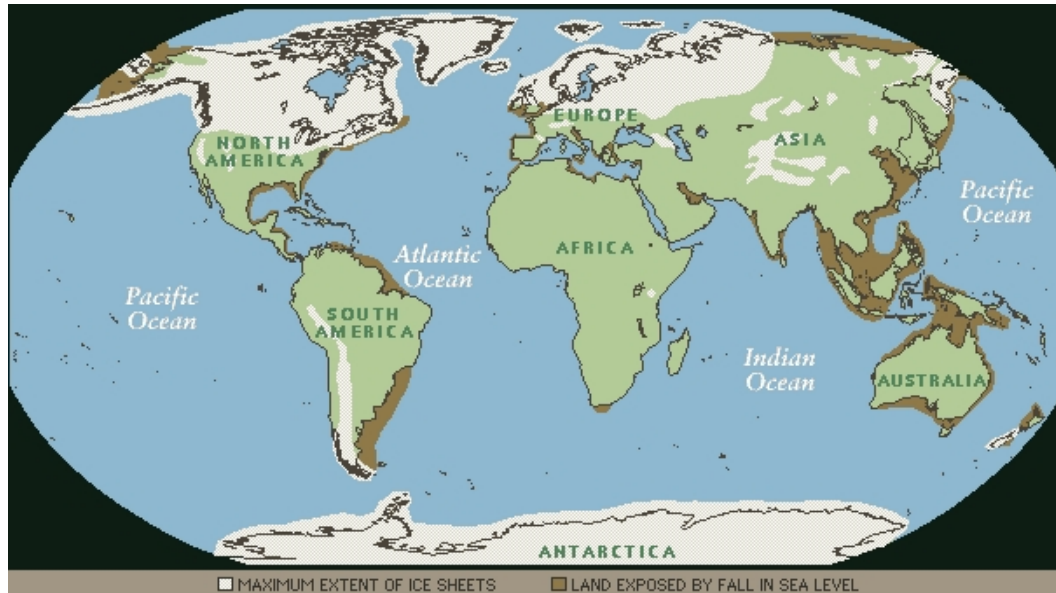 EUROPE
NORTH
AMERICA
ASIA
Pacific
Ocean
Atlantic
Ocean
AFRICA
Pacific
Ocean
SOUTH
AMERICA
Indian
Ocean
AUSTRALIA
ANTARCTICA
MAXIMUM EXTENT OF ICE SHEETS
LAND EXPOSED BY FALL IN SEA LEVEL